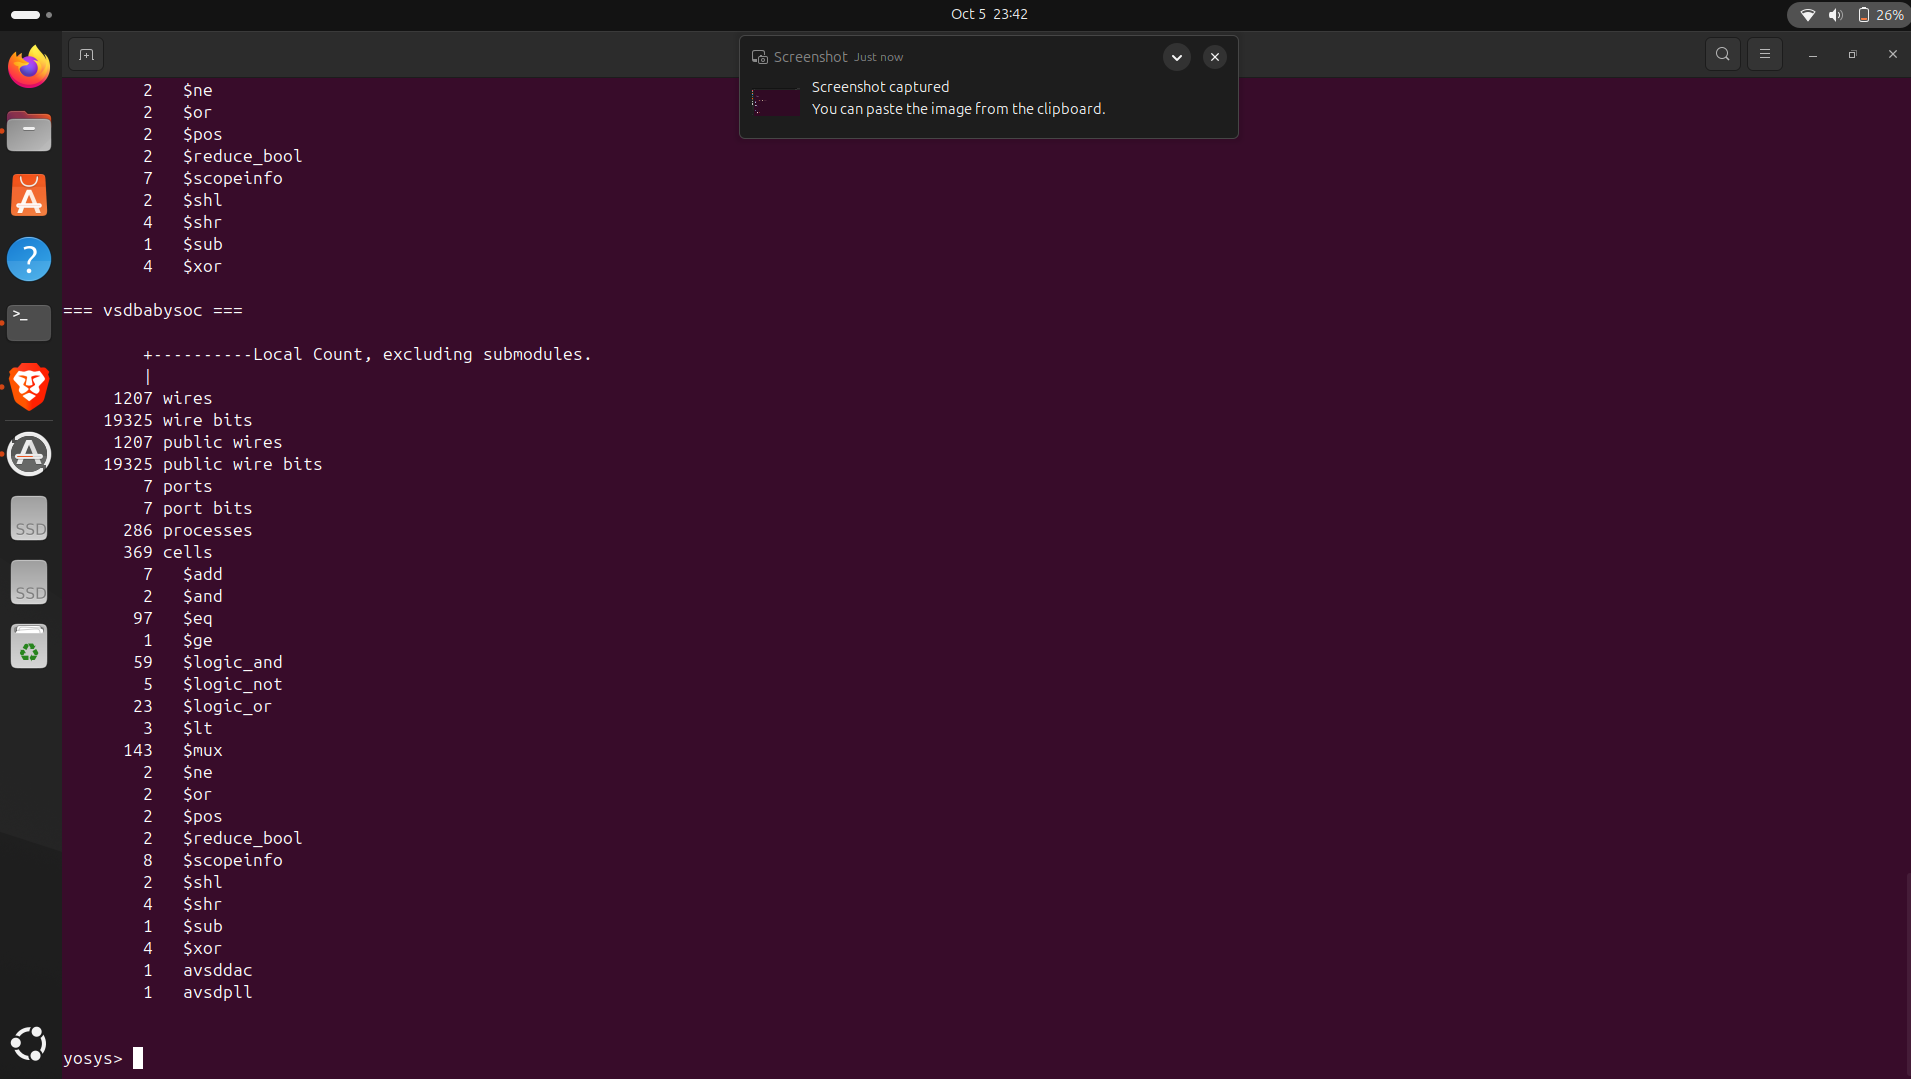 Oct 5 23:42
26%
Screenshot Just now
Screenshot captured
You can paste the image from the clipboard.
2 $ne
2 $or
2 $pos
2 $reduce_bool
7 $scopeinfo
2 $shl
4 $shr
1 $sub
4 $xor
=== vsdbabysoc ===
+----------Local Count, excluding submodules.
|
1207 wires
19325 wire bits
1207 public wires
19325 public wire bits
7 ports
7 port bits
286 processes
369 cells
7 $add
2 $and
97 $eq
1 $ge
59 $logic_and
5 $logic_not
23 $logic_or
3 $lt
143 $mux
2 $ne
2 $or
2 $pos
2 $reduce_bool
8 $scopeinfo
2 $shl
4 $shr
1 $sub
4 $xor
1 avsddac
1 avsdpll
yosys>
SSD
SSD